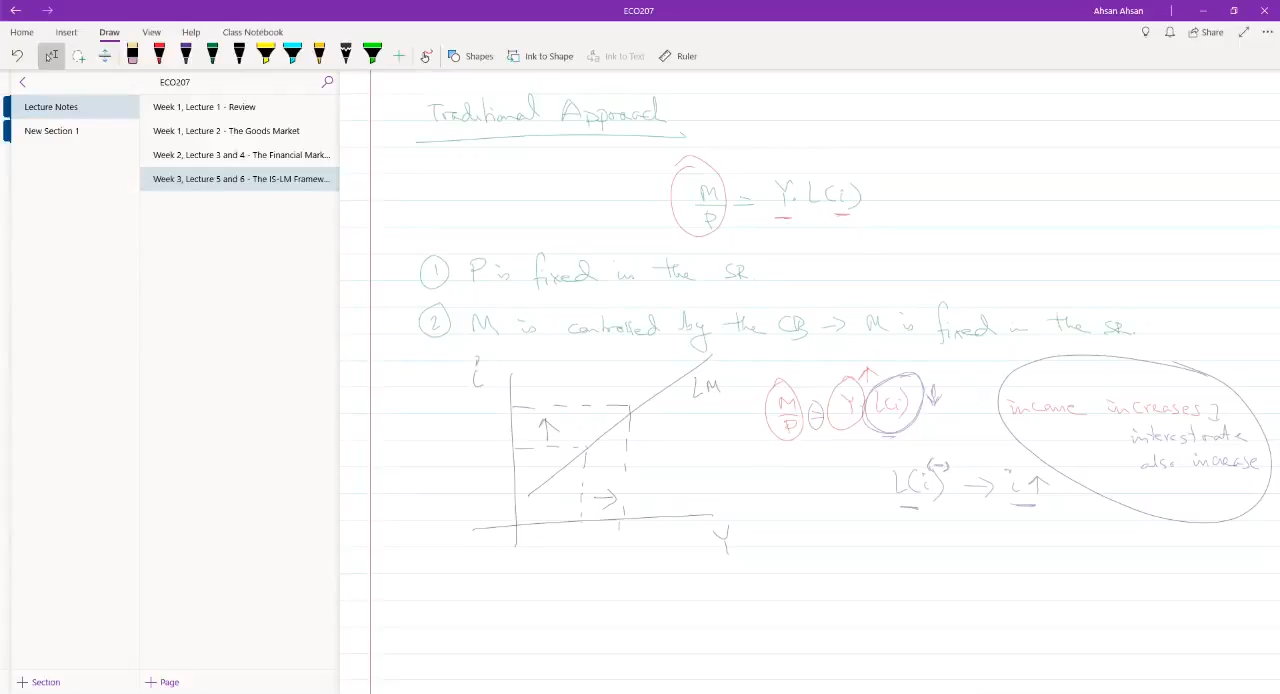 ECO207
Ahsan Ahsan
Home Insert Draw View Help Class Notebook
Share
Shapes Ink to Shape Ink to Text Ruler
ECO207
Lecture Notes
New Section 1
Week 1, Lecture 1 - Review
Week 1, Lecture 2 - The Goods Market
Week 2, Lecture 3 and 4 - The Financial Mark...
Week 3, Lecture 5 and 6 - The IS-LM Framew...
Traditional Approach
M/P = Y. L(i)
① P is fixed in the SR
② M is controlled by the CB → M is fixed in the SR.
i
LM
Y
M/P = Y. L(i) ↑ ↓
L(i) (-) → i ↑
income increases,
interest rate
also increase
+ Section
+ Page